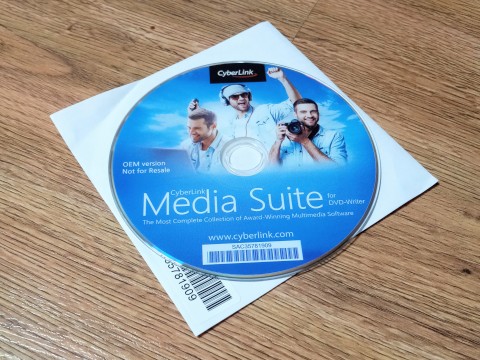 CyberLink
OEM version
Not for Resale
CyberLink
Media Suite for
DVD-Writer
The Most Complete Collection of Award-Winning Multimedia Software
www.cyberlink.com
SAC35781909
35781909